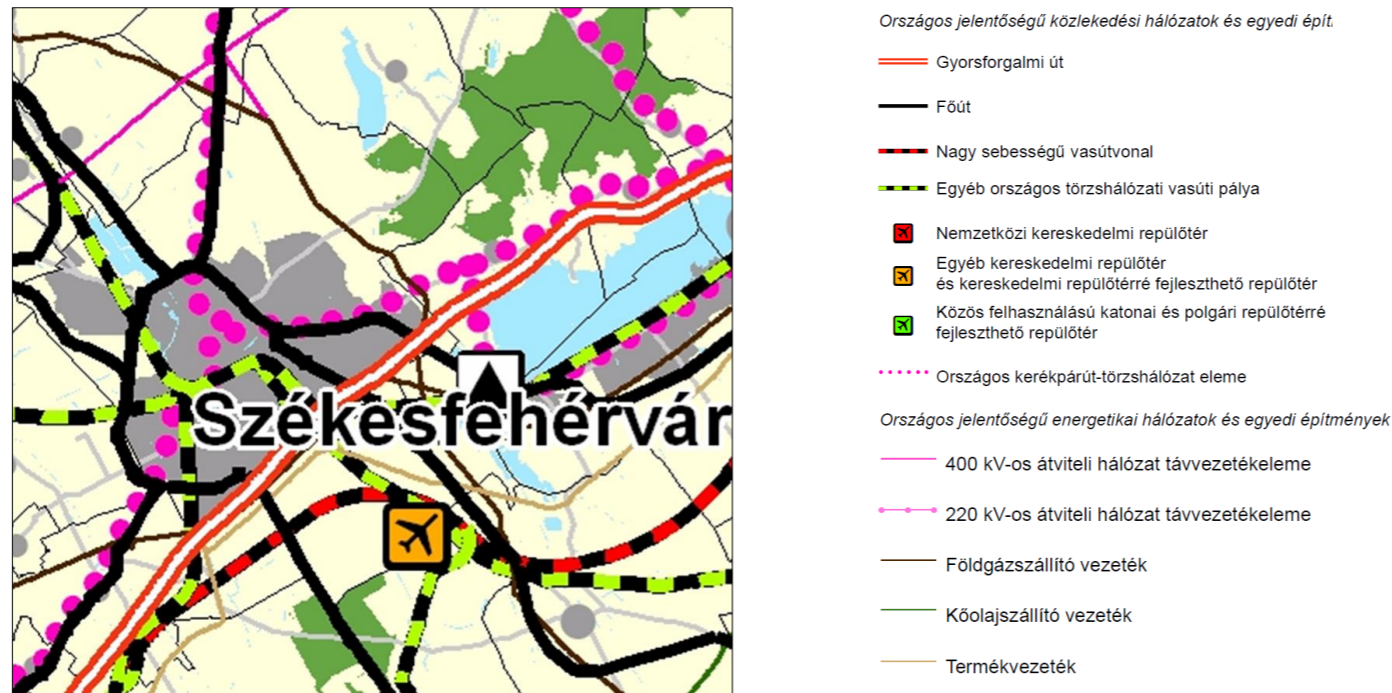 Székesfehérvár
Országos jelentőségű közlekedési hálózatok és egyedi épít
Gyorsforgalmi út
Főút
Nagy sebességű vasútvonal
Egyéb országos törzshálózati vasúti pálya
Nemzetközi kereskedelmi repülőtér
Egyéb kereskedelmi repülőtér
és kereskedelmi repülőtérré fejleszthető repülőtér
Közös felhasználású katonai és polgári repülőtérré
fejleszthető repülőtér
Országos kerékpárút-törzshálózat eleme
Országos jelentőségű energetikai hálózatok és egyedi építmények
400 kV-os átviteli hálózat távvezetékeleme
220 kV-os átviteli hálózat távvezetékeleme
Földgázszállító vezeték
Kőolajszállító vezeték
Termékvezeték